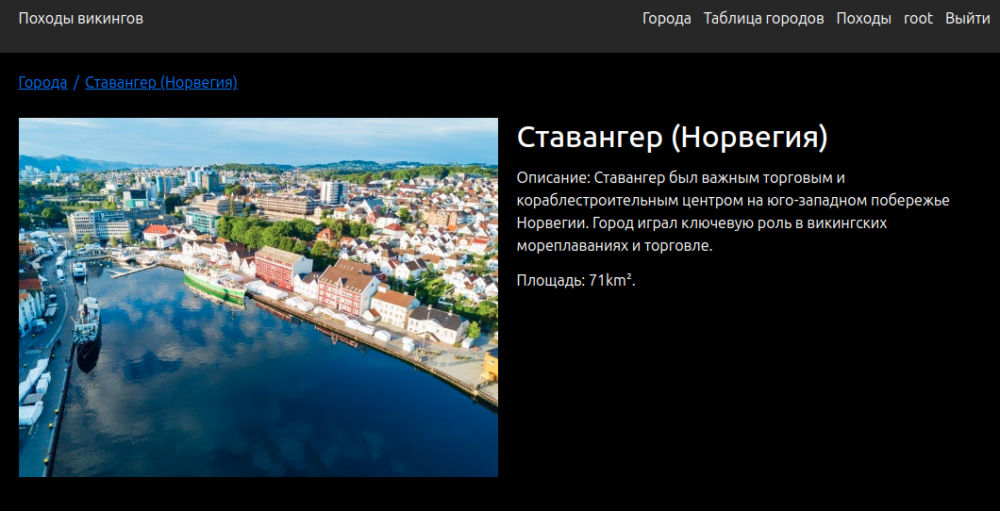 Походы викингов
Города Таблица городов Походы root Выйти
Города / Ставангер (Норвегия)
Ставангер (Норвегия)
Описание: Ставангер был важным торговым и
кораблестроительным центром на юго-западном побережье
Норвегии. Город играл ключевую роль в викингских
мореплаваниях и торговле.
Площадь: 71km².